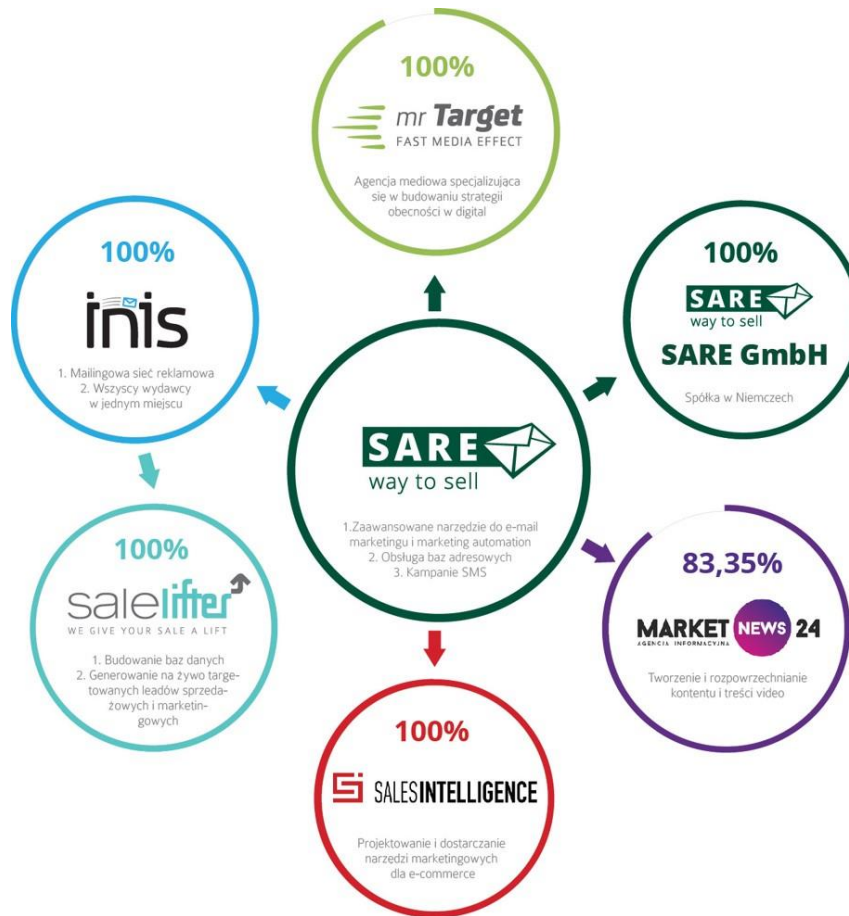 100%
mr Target
FAST MEDIA EFFECT
Agencja mediowa specjalizująca
się w budowaniu strategii
obecności w digital
100%
inis
1. Mailingowa sieć reklamowa
2. Wszyscy wydawcy
w jednym miejscu
100%
SARE
way to sell
SARE GmbH
Spółka w Niemczech
SARE
way to sell
1.Zaawansowane narzędzie do e-mail
marketingu i marketing automation
2. Obsługa baz adresowych
3. Kampanie SMS
100%
salelifter
WE GIVE YOUR SALE A LIFT
1. Budowanie baz danych
2. Generowanie na żywo targe-
towanych leadów sprzeda-
żowych i marketin-
gowych
83,35%
MARKET NEWS 24
AGENCJA INFORMACYJNA
Tworzenie i rozpowrzechnianie
kontentu i treści video
100%
SALESINTELLIGENCE
Projektowanie i dostarczanie
narzędzi marketingowych
dla e-commerce